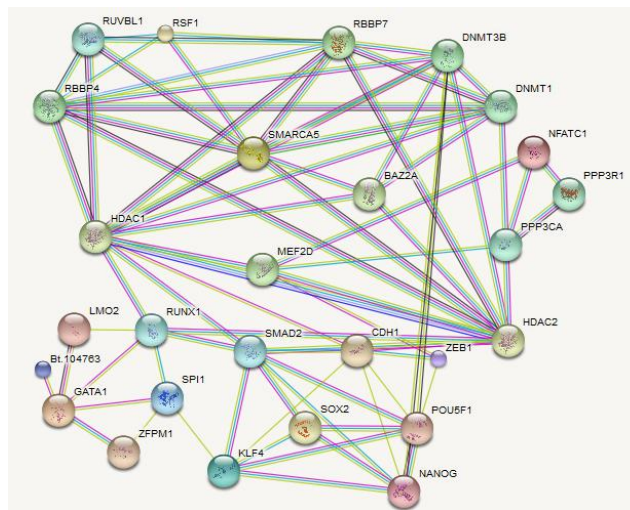 RUVBL1
RSF1
RBBP7
DNMT3B
RBBP4
DNMT1
SMARCA5
NFATC1
BAZ2A
PPP3R1
HDAC1
PPP3CA
MEF2D
LMO2
RUNX1
HDAC2
SMAD2
CDH1
ZEB1
Bt.104763
SPI1
GATA1
SOX2
POU5F1
ZFPM1
KLF4
NANOG